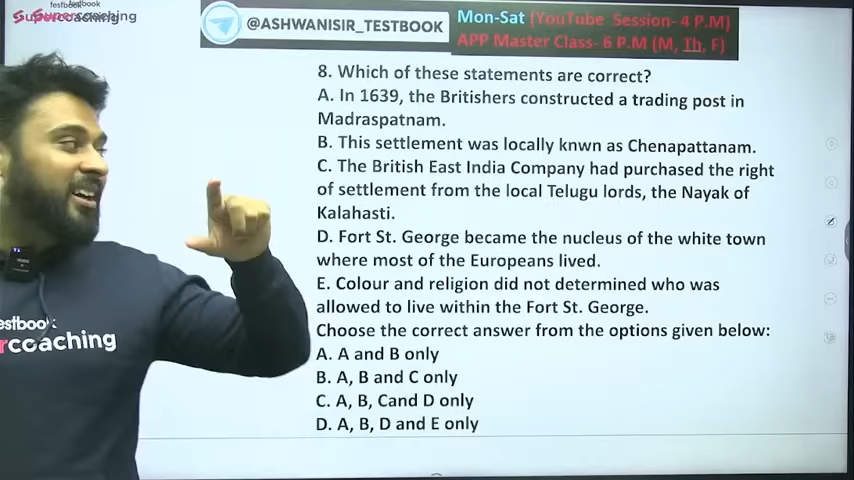 testbook
Supercoaching
@ASHWANISIR_TESTBOOK
Mon-Sat (YouTube Session- 4 P.M)
APP Master Class- 6 P.M (M, Th, F)
8. Which of these statements are correct?
A. In 1639, the Britishers constructed a trading post in
Madraspatnam.
B. This settlement was locally knwn as Chenapattanam.
C. The British East India Company had purchased the right
of settlement from the local Telugu lords, the Nayak of
Kalahasti.
D. Fort St. George became the nucleus of the white town
where most of the Europeans lived.
E. Colour and religion did not determined who was
allowed to live within the Fort St. George.
Choose the correct answer from the options given below:
A. A and B only
B. A, B and C only
C. A, B, Cand D only
D. A, B, D and E only
estbook
rcoaching